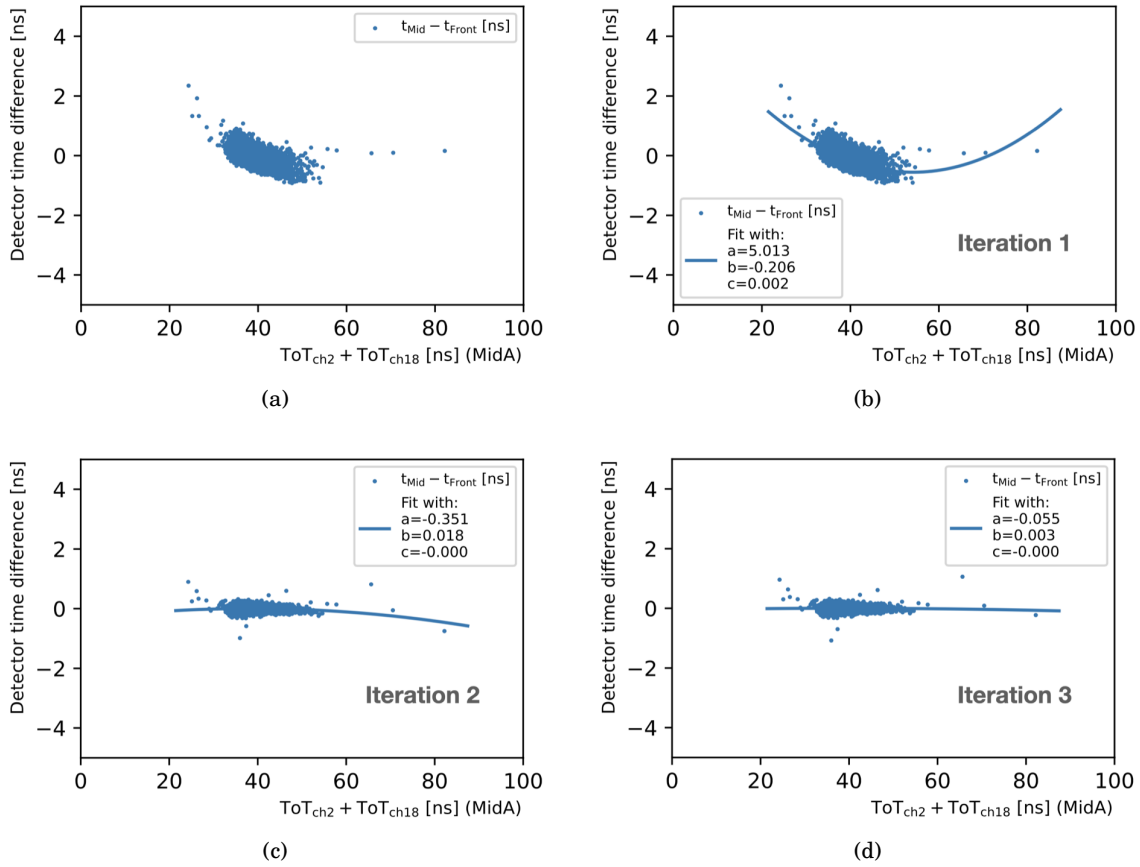 Detector time difference [ns]
4
2
0
−2
−4
t_Mid − t_Front [ns]
0 20 40 60 80 100
ToT_ch2 + ToT_ch18 [ns] (MidA)
(a)
Detector time difference [ns]
4
2
0
−2
−4
t_Mid − t_Front [ns]
Fit with:
a=5.013
b=-0.206
c=0.002
Iteration 1
0 20 40 60 80 100
ToT_ch2 + ToT_ch18 [ns] (MidA)
(b)
Detector time difference [ns]
4
2
0
−2
−4
t_Mid − t_Front [ns]
Fit with:
a=-0.351
b=0.018
c=-0.000
Iteration 2
0 20 40 60 80 100
ToT_ch2 + ToT_ch18 [ns] (MidA)
(c)
Detector time difference [ns]
4
2
0
−2
−4
t_Mid − t_Front [ns]
Fit with:
a=-0.055
b=0.003
c=-0.000
Iteration 3
0 20 40 60 80 100
ToT_ch2 + ToT_ch18 [ns] (MidA)
(d)